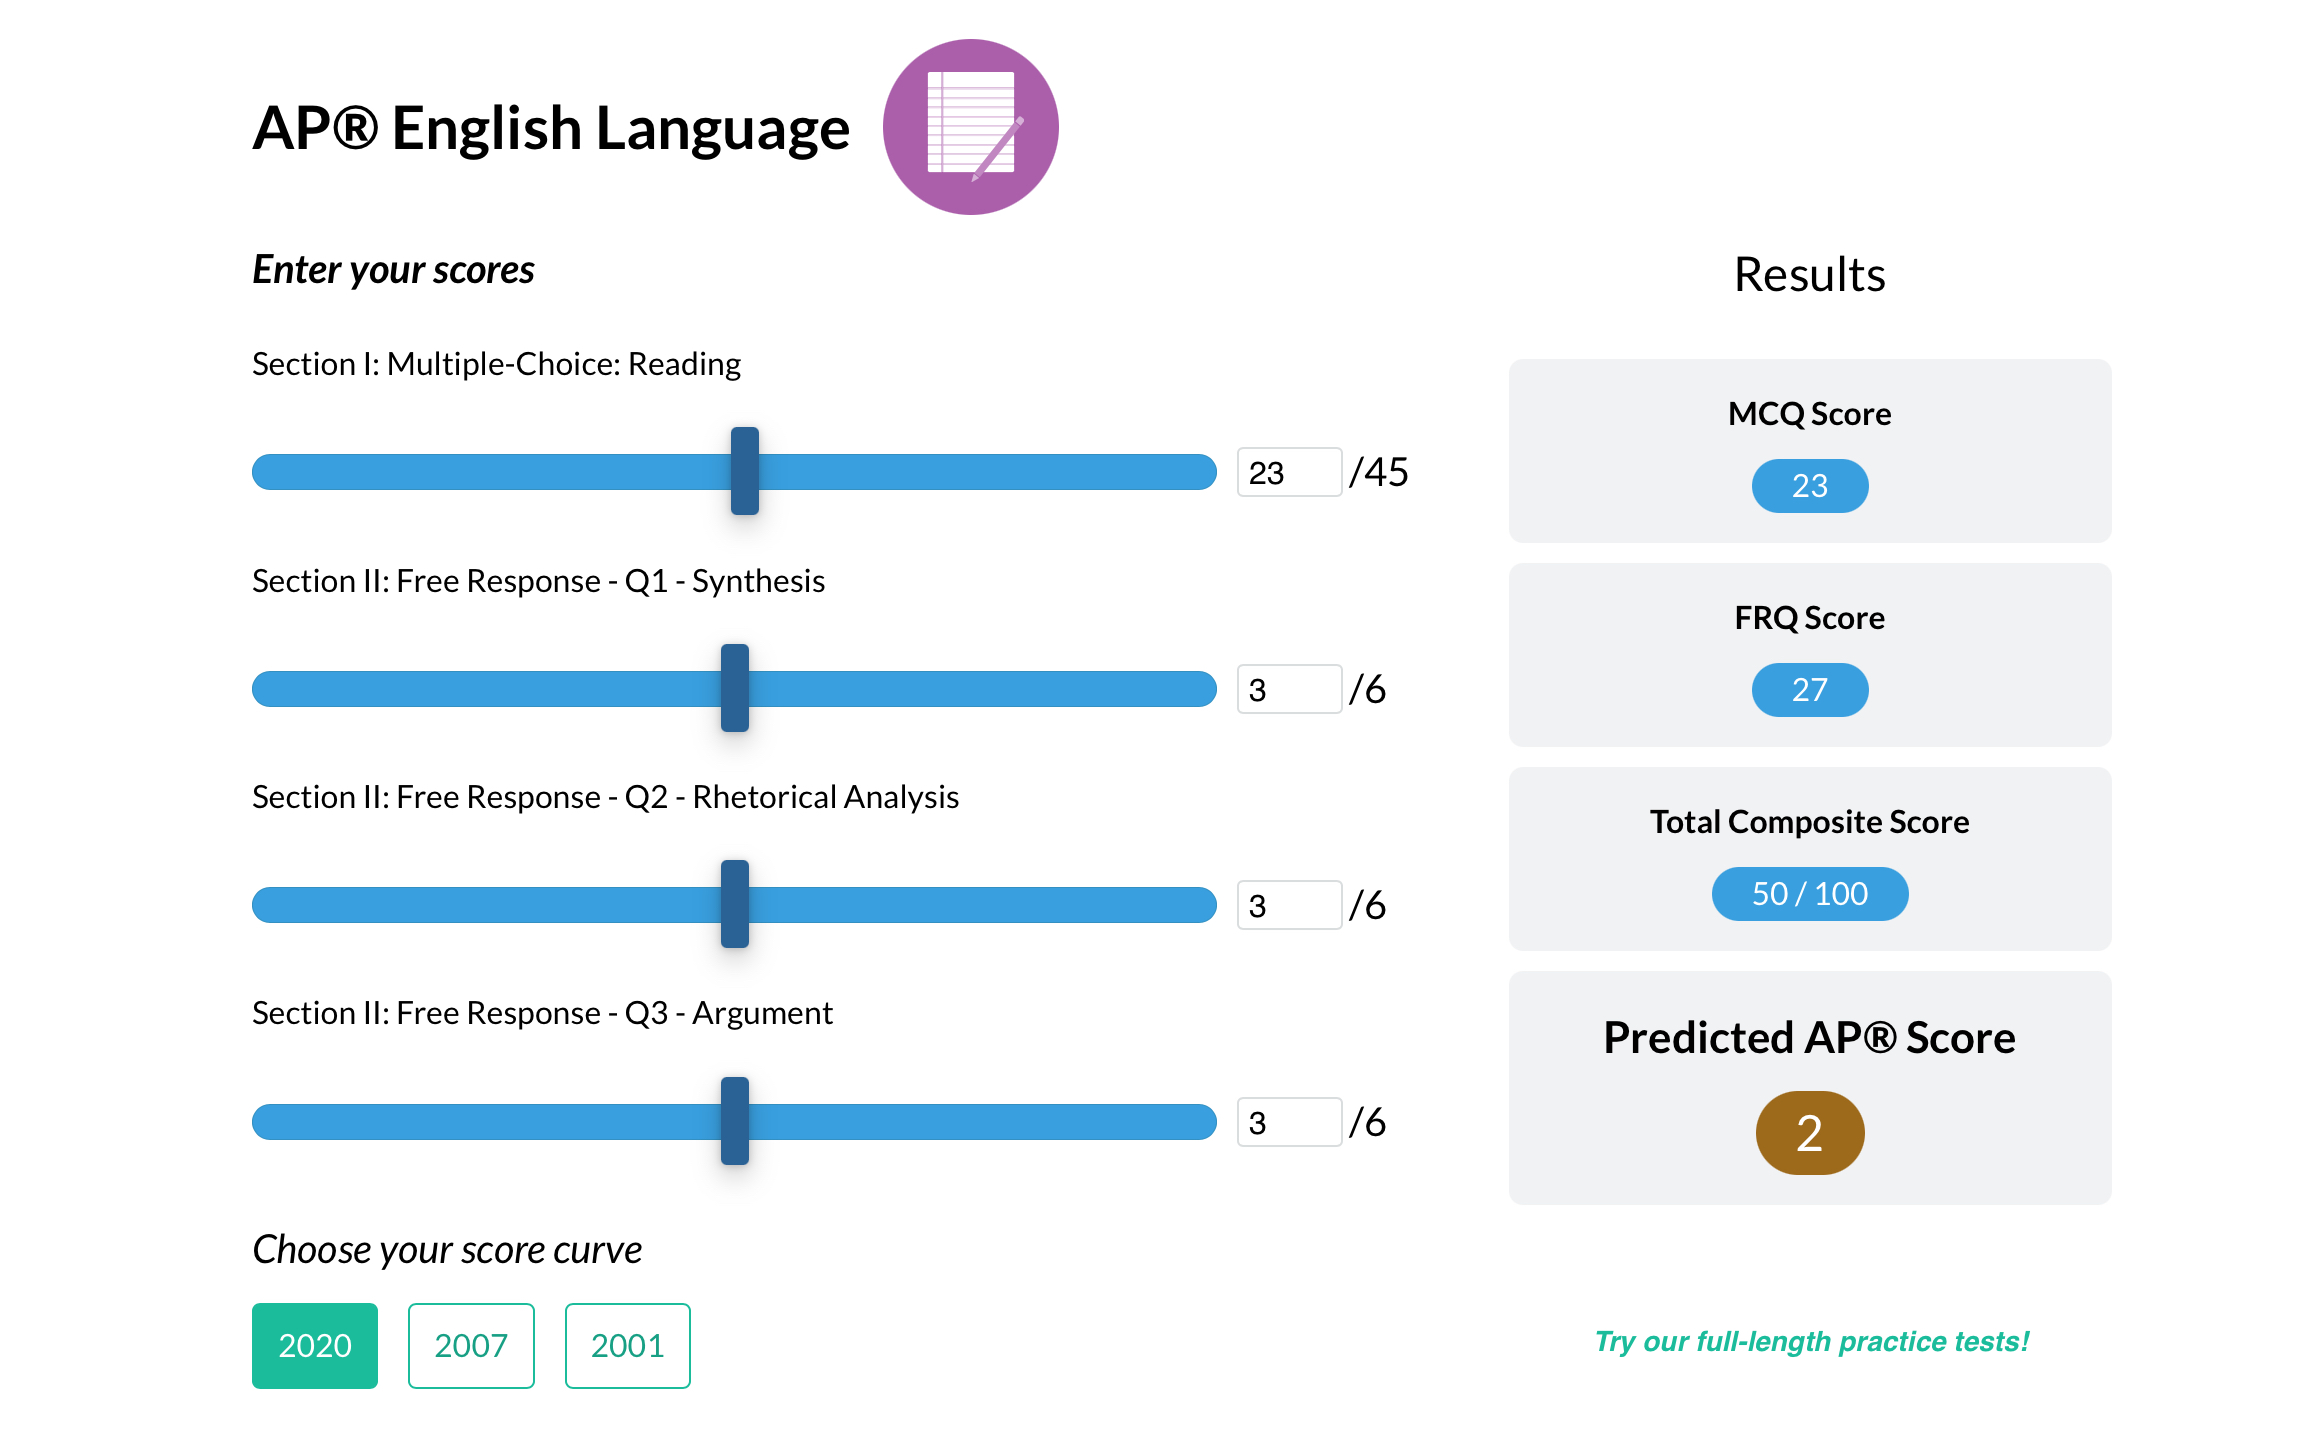 AP® English Language
Enter your scores
Section I: Multiple-Choice: Reading
23 /45
Section II: Free Response - Q1 - Synthesis
3 /6
Section II: Free Response - Q2 - Rhetorical Analysis
3 /6
Section II: Free Response - Q3 - Argument
3 /6
Choose your score curve
2020 2007 2001
Results
MCQ Score
23
FRQ Score
27
Total Composite Score
50 / 100
Predicted AP® Score
2
Try our full-length practice tests!